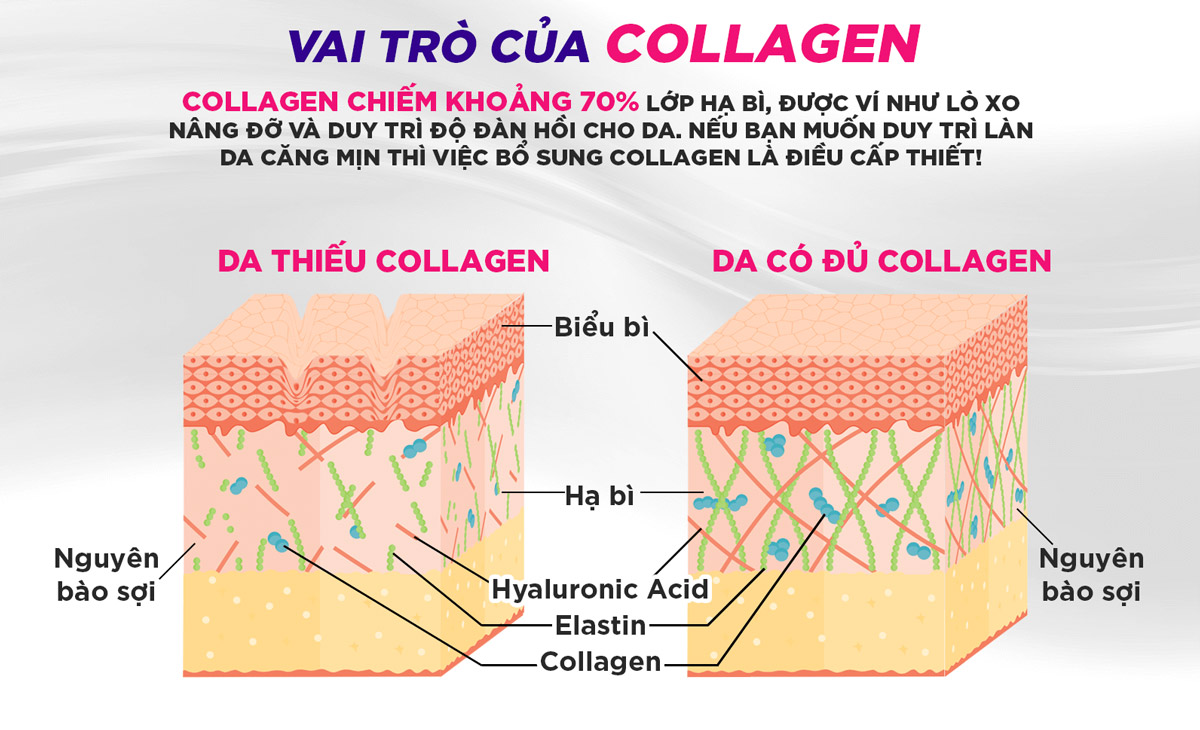 VAI TRÒ CỦA COLLAGEN
COLLAGEN CHIẾM KHOẢNG 70% LỚP HẠ BÌ, ĐƯỢC VÍ NHƯ LÒ XO
NÂNG ĐỠ VÀ DUY TRÌ ĐỘ ĐÀN HỒI CHO DA. NẾU BẠN MUỐN DUY TRÌ LÀN
DA CĂNG MỊN THÌ VIỆC BỔ SUNG COLLAGEN LÀ ĐIỀU CẤP THIẾT!
DA THIẾU COLLAGEN
DA CÓ ĐỦ COLLAGEN
Biểu bì
Hạ bì
Nguyên
bào sợi
Nguyên
bào sợi
Hyaluronic Acid
Elastin
Collagen